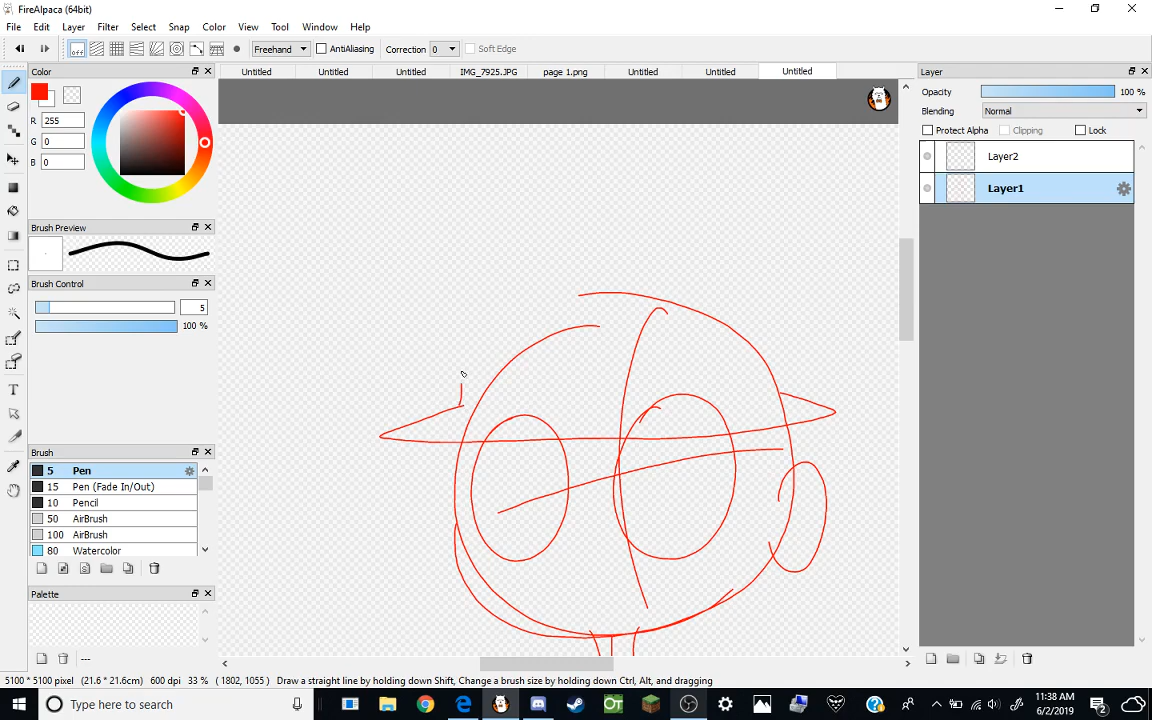 FireAlpaca (64bit)
File Edit Layer Filter Select Snap Color View Tool Window Help
off Freehand AntiAliasing Correction 0 Soft Edge
Color
Untitled Untitled Untitled IMG_7925.JPG page 1.png Untitled Untitled Untitled
Layer
R 255
G 0
B 0
Opacity 100 %
Blending Normal
Protect Alpha Clipping Lock
Layer2
Layer1
Brush Preview
Brush Control
5
100 %
Brush
5 Pen
15 Pen (Fade In/Out)
10 Pencil
50 AirBrush
100 AirBrush
80 Watercolor
Palette
---
5100 * 5100 pixel (21.6 * 21.6cm) 600 dpi 33 % ( 1802, 1055 ) Draw a straight line by holding down Shift, Change a brush size by holding down Ctrl, Alt, and dragging
Type here to search
OT
11:38 AM
6/2/2019
2